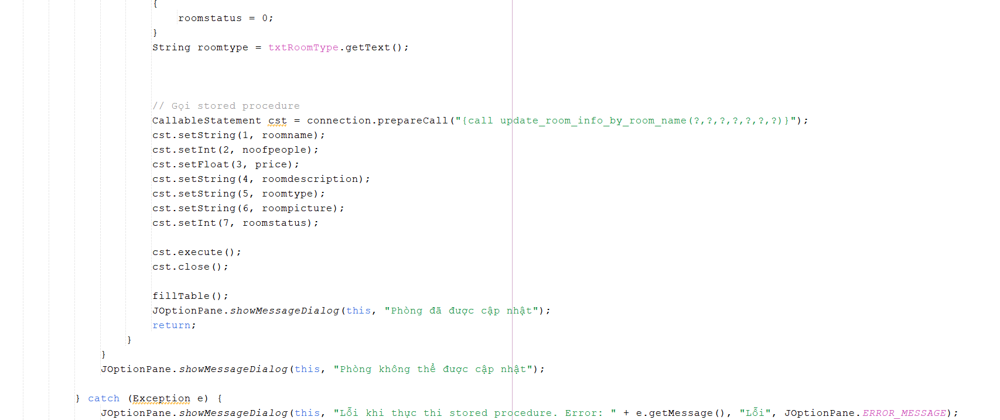 {
roomstatus = 0;
}
String roomtype = txtRoomType.getText();
// Gọi stored procedure
CallableStatement cst = connection.prepareCall("{call update_room_info_by_room_name(?,?,?,?,?,?,?)}");
cst.setString(1, roomname);
cst.setInt(2, noofpeople);
cst.setFloat(3, price);
cst.setString(4, roomdescription);
cst.setString(5, roomtype);
cst.setString(6, roompicture);
cst.setInt(7, roomstatus);
cst.execute();
cst.close();
fillTable();
JOptionPane.showMessageDialog(this, "Phòng đã được cập nhật");
return;
}
}
JOptionPane.showMessageDialog(this, "Phòng không thể được cập nhật");
} catch (Exception e) {
JOptionPane.showMessageDialog(this, "Lỗi khi thực thi stored procedure. Error: " + e.getMessage(), "Lỗi", JOptionPane.ERROR_MESSAGE);